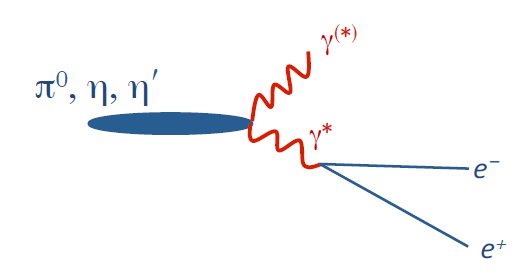 γ(*)
π⁰, η, η′
γ*
e⁻
e⁺